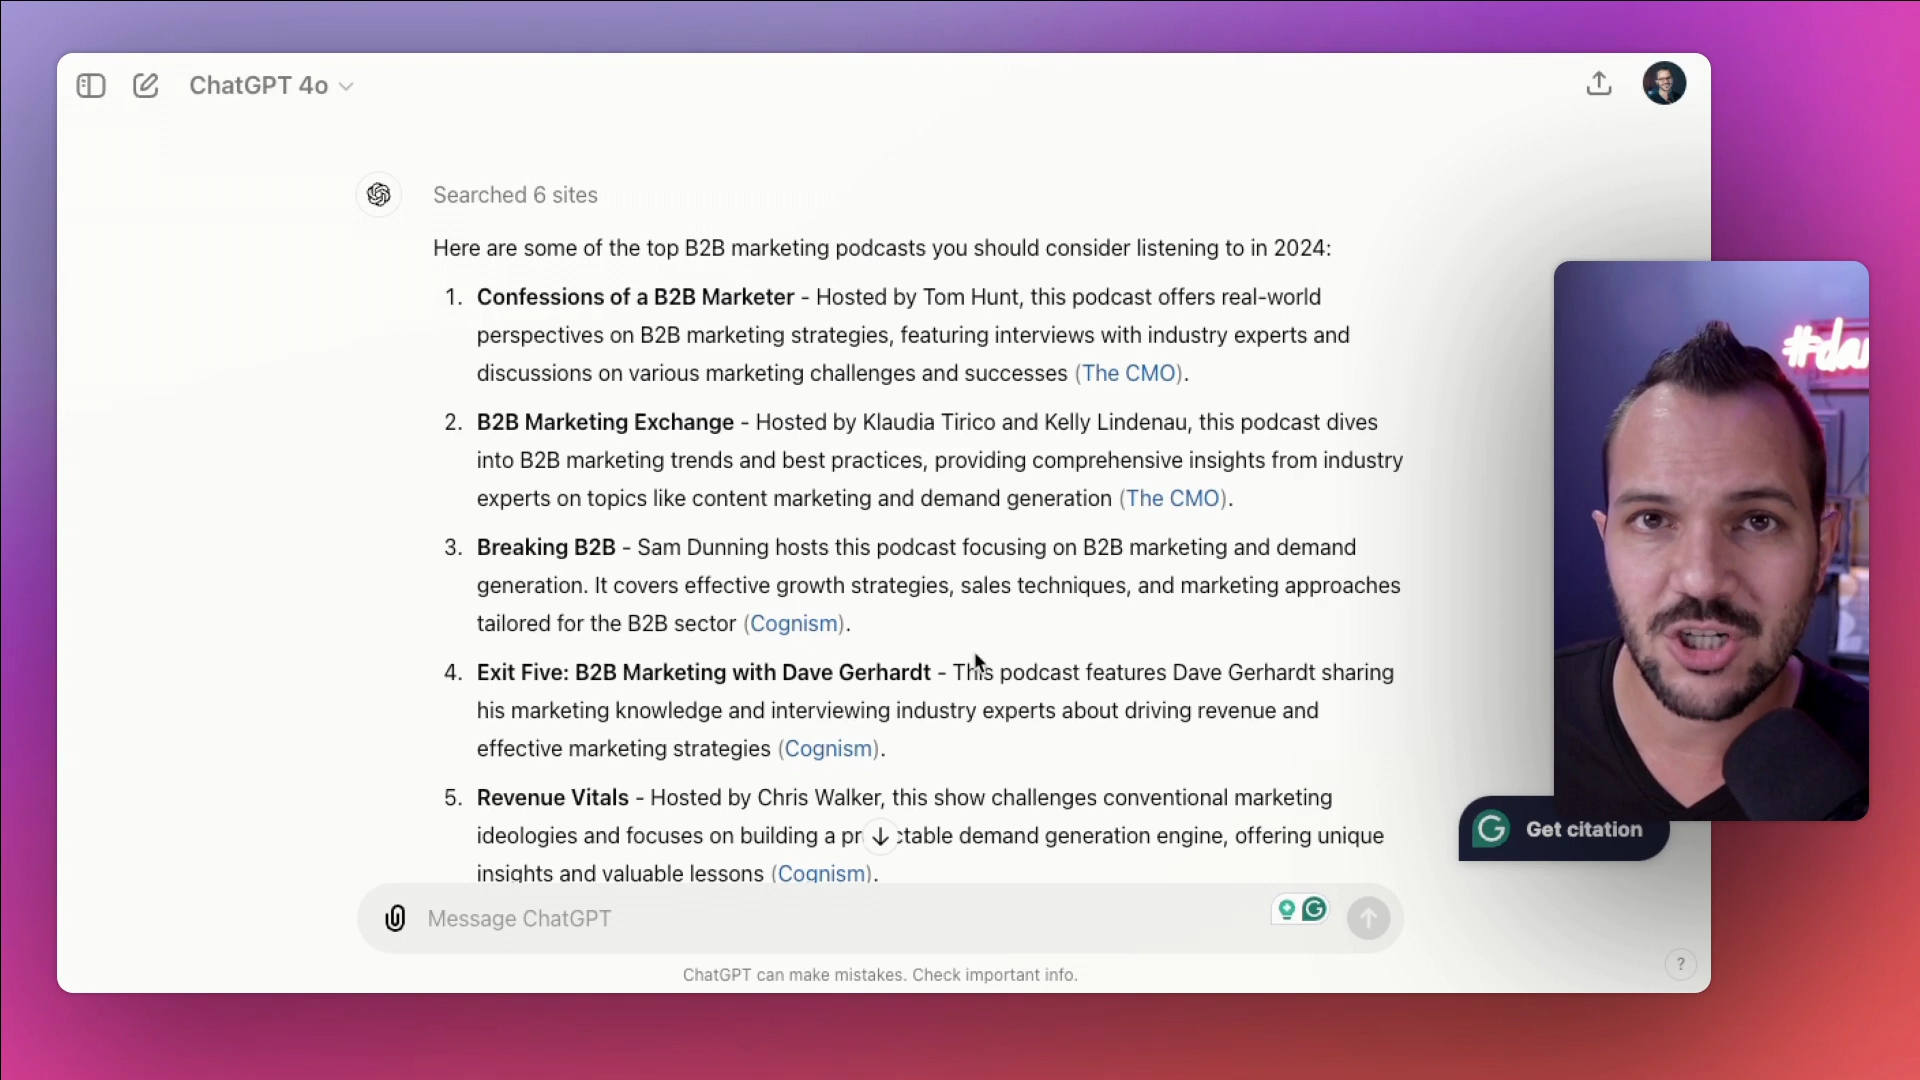 ChatGPT 4o
Searched 6 sites
Here are some of the top B2B marketing podcasts you should consider listening to in 2024:
1. Confessions of a B2B Marketer - Hosted by Tom Hunt, this podcast offers real-world
perspectives on B2B marketing strategies, featuring interviews with industry experts and
discussions on various marketing challenges and successes (The CMO).
2. B2B Marketing Exchange - Hosted by Klaudia Tirico and Kelly Lindenau, this podcast dives
into B2B marketing trends and best practices, providing comprehensive insights from industry
experts on topics like content marketing and demand generation (The CMO).
3. Breaking B2B - Sam Dunning hosts this podcast focusing on B2B marketing and demand
generation. It covers effective growth strategies, sales techniques, and marketing approaches
tailored for the B2B sector (Cognism).
4. Exit Five: B2B Marketing with Dave Gerhardt - This podcast features Dave Gerhardt sharing
his marketing knowledge and interviewing industry experts about driving revenue and
effective marketing strategies (Cognism).
5. Revenue Vitals - Hosted by Chris Walker, this show challenges conventional marketing
ideologies and focuses on building a pr ctable demand generation engine, offering unique
insights and valuable lessons (Cognism).
Get citation
Message ChatGPT
ChatGPT can make mistakes. Check important info.
?